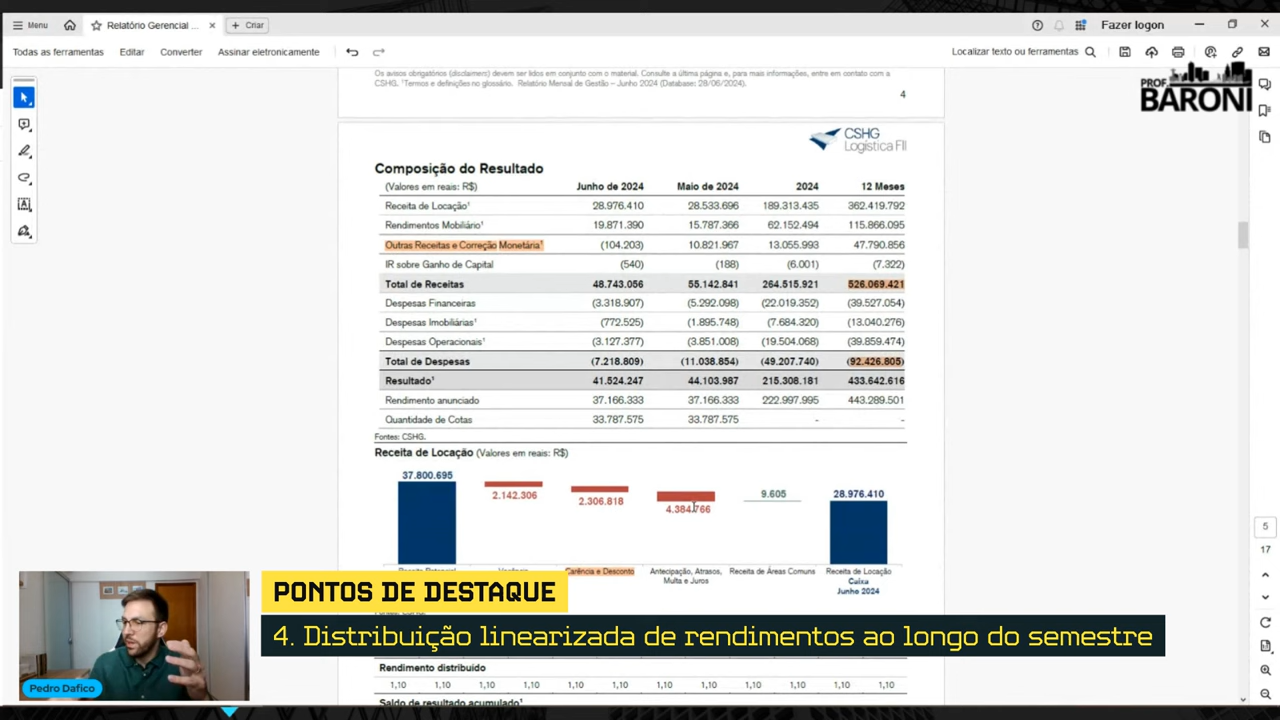 Menu
Relatório Gerencial ...
Criar
Fazer logon
Todas as ferramentas
Editar
Converter
Assinar eletronicamente
Localizar texto ou ferramentas
PROF.
BARONI
Os avisos obrigatórios (disclaimers) devem ser lidos em conjunto com o material. Consulte a última página e, para mais informações, entre em contato com a
CSHG. ¹Termos e definições no glossário. Relatório Mensal de Gestão – Junho 2024 (Database: 28/06/2024).
4
CSHG
Logística FII
Composição do Resultado
(Valores em reais: R$) Junho de 2024 Maio de 2024 2024 12 Meses
Receita de Locação¹ 28.976.410 28.533.696 189.313.435 362.419.792
Rendimentos Mobiliário¹ 19.871.390 15.787.366 62.152.494 115.866.095
Outras Receitas e Correção Monetária¹ (104.203) 10.821.967 13.055.993 47.790.856
IR sobre Ganho de Capital (540) (188) (6.001) (7.322)
Total de Receitas 48.743.056 55.142.841 264.515.921 526.069.421
Despesas Financeiras (3.318.907) (5.292.098) (22.019.352) (39.527.054)
Despesas Imobiliárias¹ (772.525) (1.895.748) (7.684.320) (13.040.276)
Despesas Operacionais¹ (3.127.377) (3.851.008) (19.504.068) (39.859.474)
Total de Despesas (7.218.809) (11.038.854) (49.207.740) (92.426.805)
Resultado¹ 41.524.247 44.103.987 215.308.181 433.642.616
Rendimento anunciado 37.166.333 37.166.333 222.997.995 443.289.501
Quantidade de Cotas 33.787.575 33.787.575 - -
Fontes: CSHG.
Receita de Locação (Valores em reais: R$)
37.800.695
2.142.306
2.306.818
4.384.766
9.605
28.976.410
Carência e Desconto
Antecipação, Atrasos,
Multa e Juros
Receita de Áreas Comuns
Receita de Locação
Caixa
Junho 2024
5
17
PONTOS DE DESTAQUE
4. Distribuição linearizada de rendimentos ao longo do semestre
Pedro Dafico
Rendimento distribuído
1,10 1,10 1,10 1,10 1,10 1,10 1,10 1,10 1,10 1,10 1,10 1,10
Saldo de resultado acumulado¹